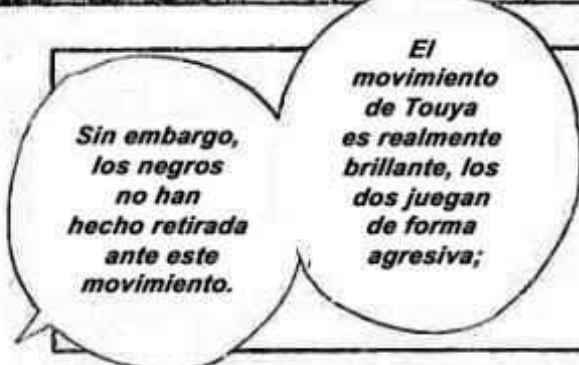 El
movimiento
de Touya
es realmente
brillante, los
dos juegan
de forma
agresiva;
Sin embargo,
los negros
no han
hecho retirada
ante este
movimiento.